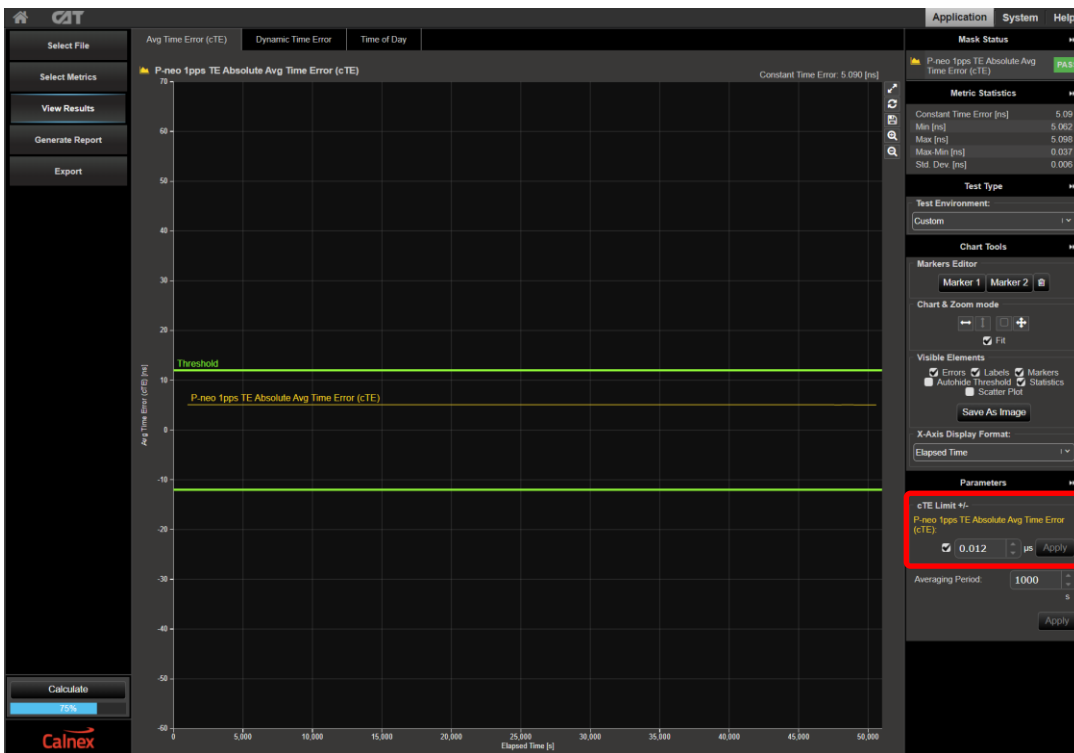 CAT
Application System Help
Select File
Select Metrics
View Results
Generate Report
Export
Calculate
75%
Calnex
Avg Time Error (cTE) Dynamic Time Error Time of Day
P-neo 1pps TE Absolute Avg Time Error (cTE)
Constant Time Error: 5.090 [ns]
70
60
50
40
30
20
10
0
-10
-20
-30
-40
-50
-60
Avg Time Error (cTE) [ns]
Threshold
P-neo 1pps TE Absolute Avg Time Error (cTE)
0 5,000 10,000 15,000 20,000 25,000 30,000 35,000 40,000 45,000 50,000
Elapsed Time [s]
Mask Status
P-neo 1pps TE Absolute Avg
Time Error (cTE)
PAS
Metric Statistics
Constant Time Error [ns] 5.09
Min [ns] 5.062
Max [ns] 5.098
Max-Min [ns] 0.037
Std. Dev. [ns] 0.006
Test Type
Test Environment:
Custom
Chart Tools
Markers Editor
Marker 1 Marker 2
Chart & Zoom mode
Fit
Visible Elements
Errors Labels Markers
Autohide Threshold Statistics
Scatter Plot
Save As Image
X-Axis Display Format:
Elapsed Time
Parameters
cTE Limit +/-
P-neo 1pps TE Absolute Avg Time Error
(cTE):
0.012 µs Apply
Averaging Period: 1000
s
Apply